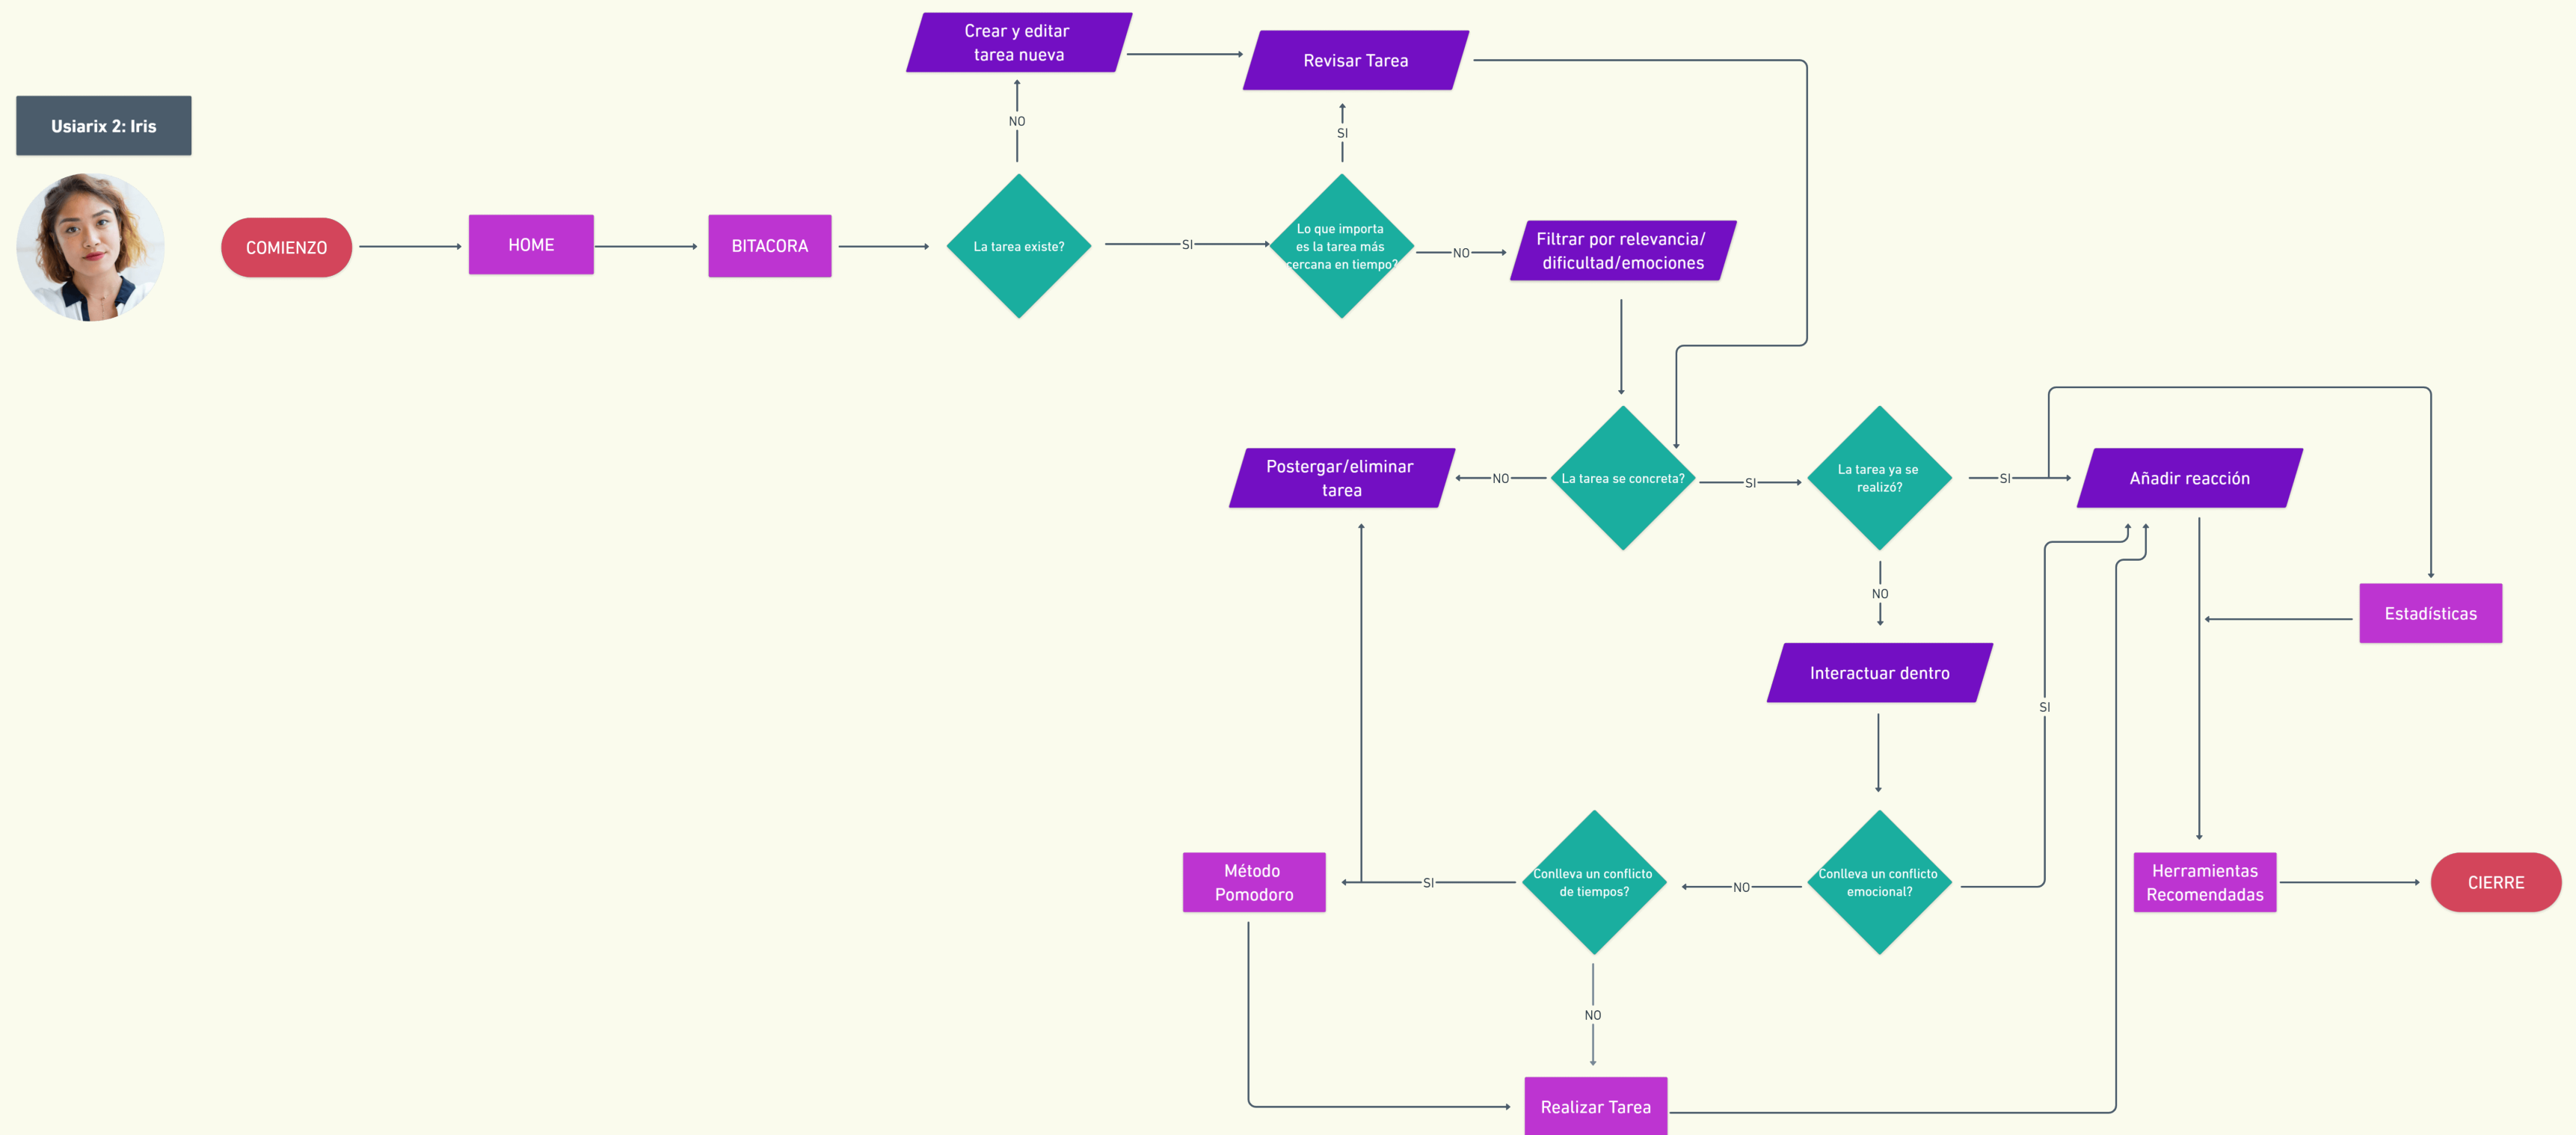 Crear y editar
tarea nueva
Revisar Tarea
Usiarix 2: Iris
NO
SI
COMIENZO
HOME
BITACORA
La tarea existe?
SI
Lo que importa
es la tarea más
cercana en tiempo?
NO
Filtrar por relevancia/
dificultad/emociones
Postergar/eliminar
tarea
NO
La tarea se concreta?
SI
La tarea ya se
realizó?
SI
Añadir reacción
NO
Estadísticas
Interactuar dentro
SI
Método
Pomodoro
SI
Conlleva un conflicto
de tiempos?
NO
Conlleva un conflicto
emocional?
Herramientas
Recomendadas
CIERRE
NO
Realizar Tarea